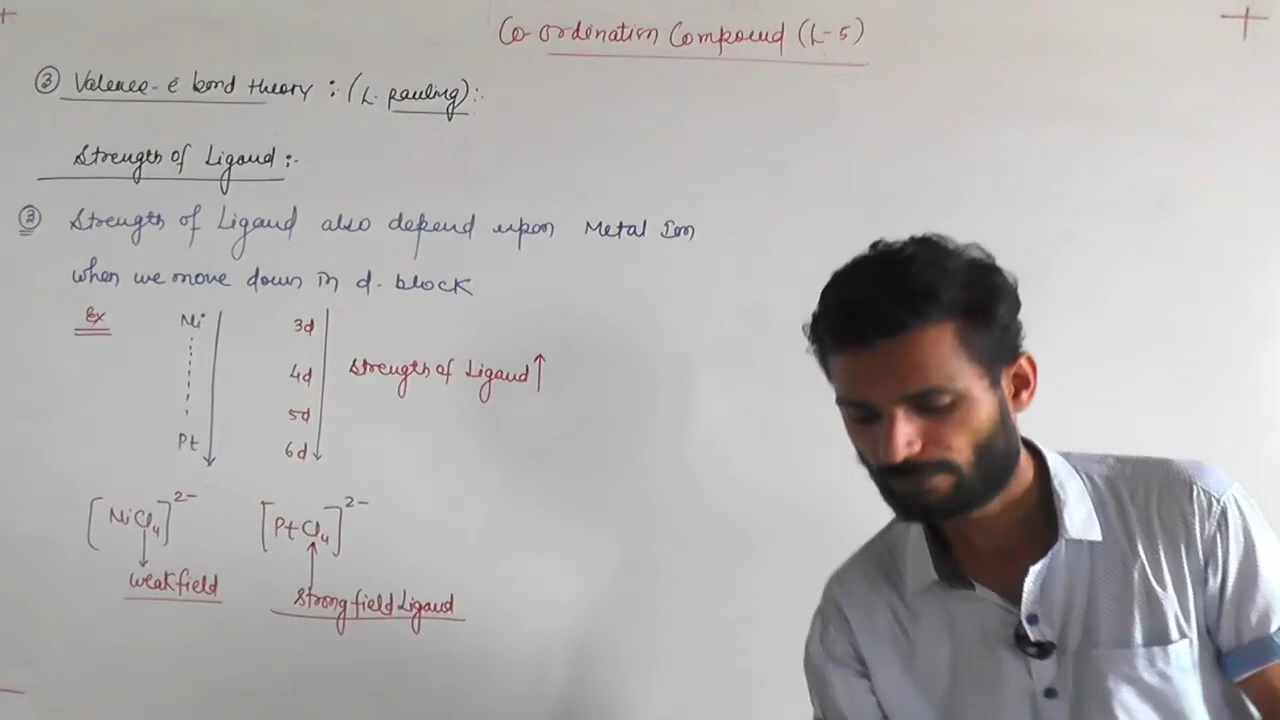 Co-ordination Compound (L-5)
③ Valence-e bond theory :- (L. pauling):-
Strength of Ligand :-
③ Strength of Ligand also depend upon Metal Ion
when we move down in d-block
Ex Ni 3d
4d Strength of Ligand ↑
5d
Pt 6d
[NiCl₄]²⁻ [PtCl₄]²⁻
weak field
strong field Ligand